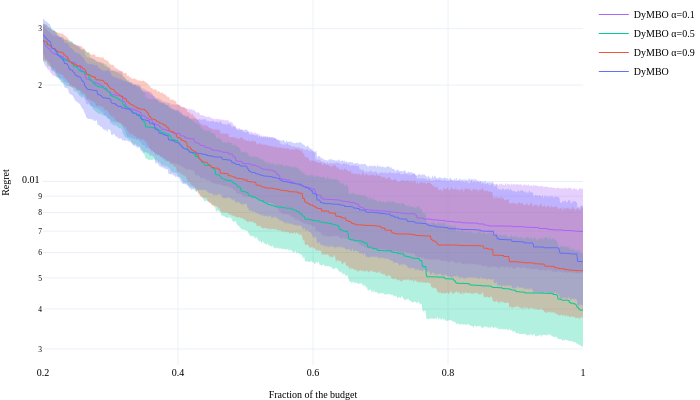 DyMBO α=0.1
DyMBO α=0.5
DyMBO α=0.9
DyMBO
Regret
3
2
0.01
9
8
7
6
5
4
3
0.2
0.4
0.6
0.8
1
Fraction of the budget